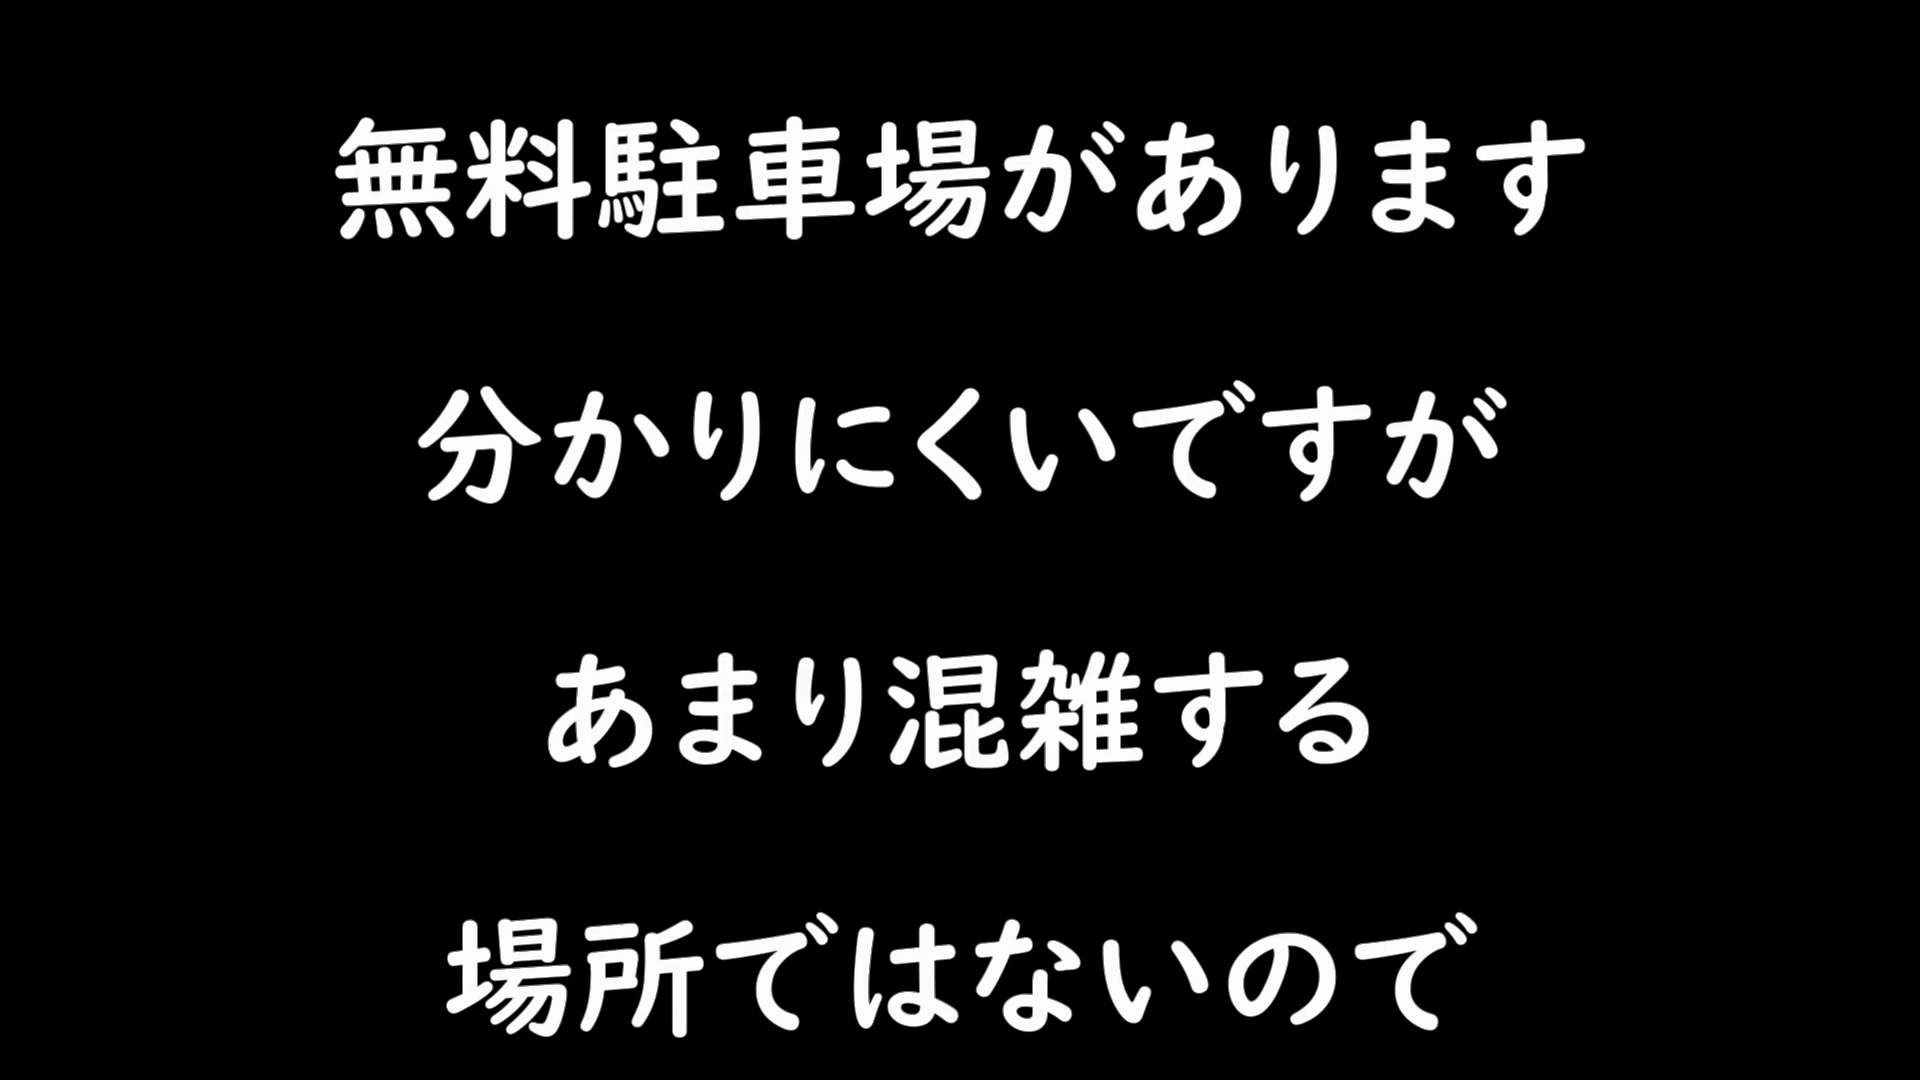 無料駐車場があります
分かりにくいですが
あまり混雑する
場所ではないので